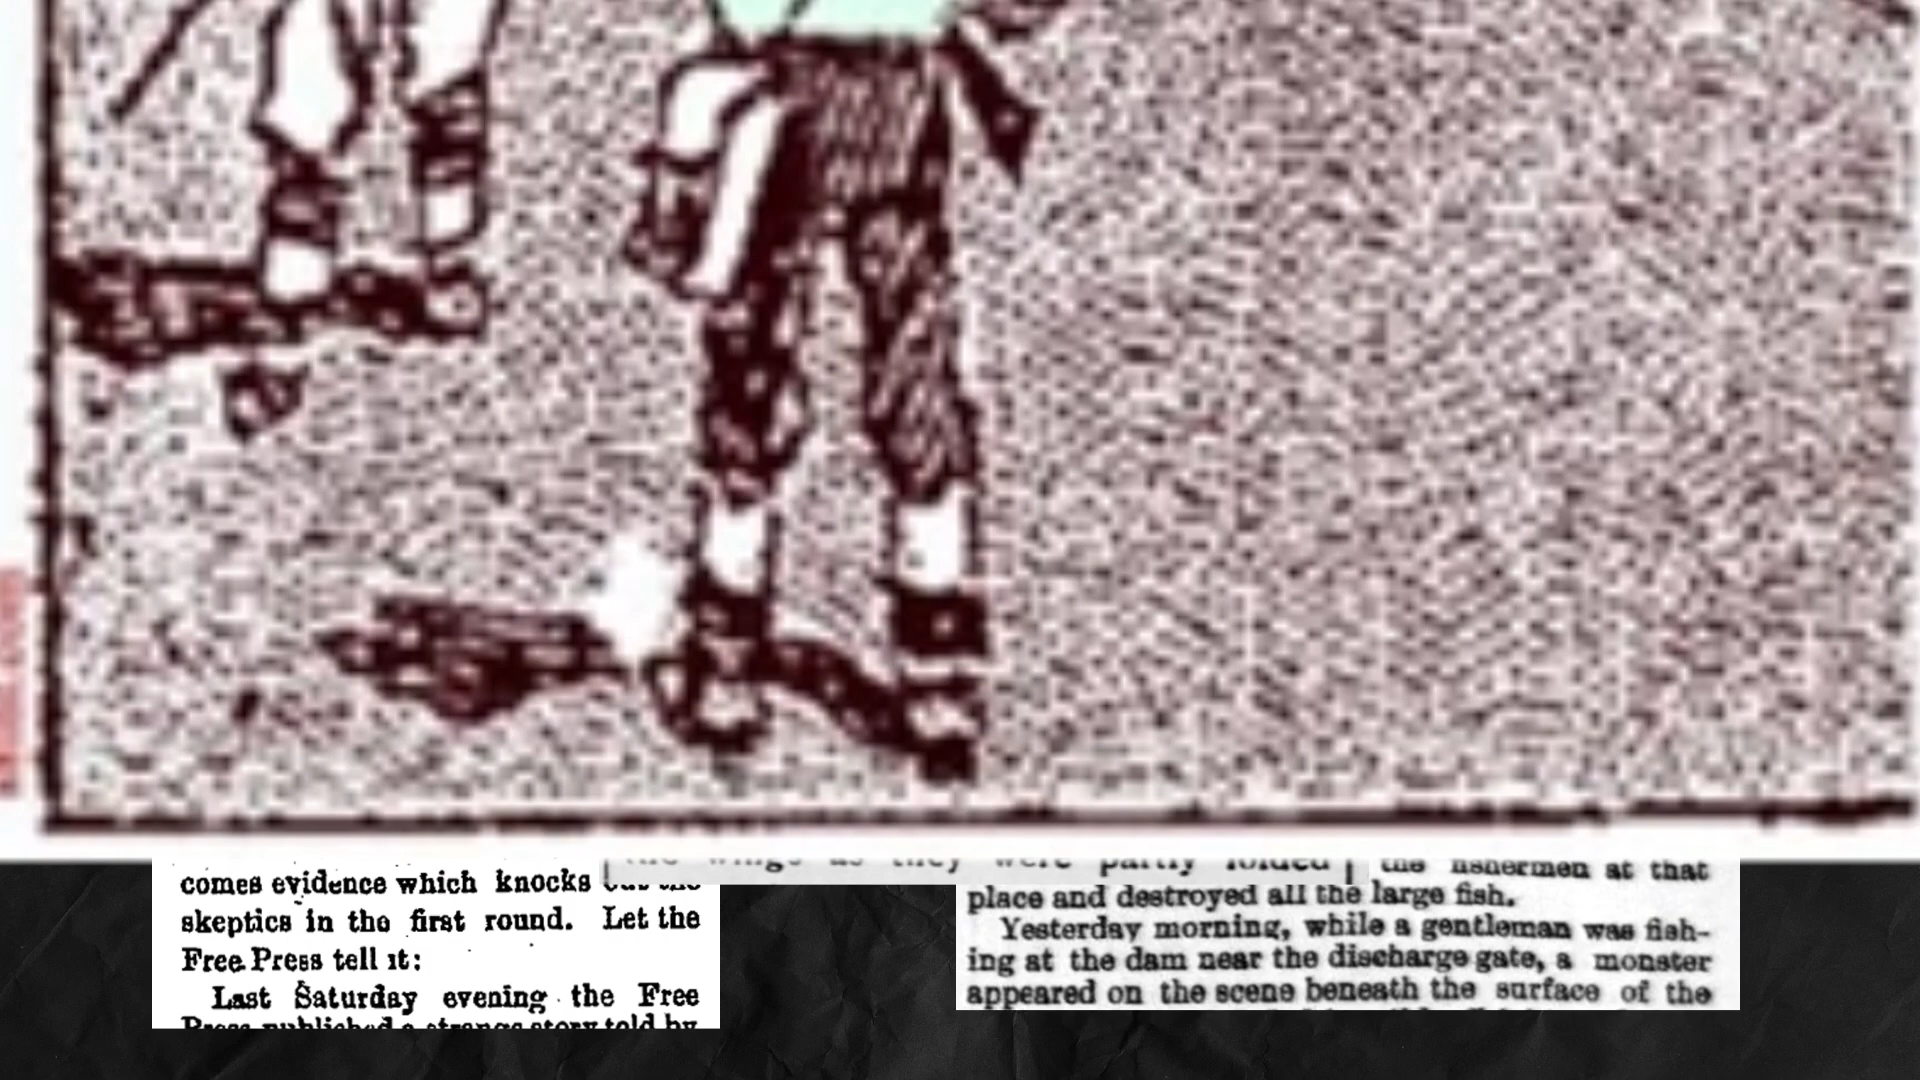 comes evidence which knocks out the
skeptics in the first round. Let the
Free Press tell it:
Last Saturday evening the Free
Press published a strange story told by
the wings as they were partly folded
the fishermen at that
place and destroyed all the large fish.
Yesterday morning, while a gentleman was fish-
ing at the dam near the discharge gate, a monster
appeared on the scene beneath the surface of the